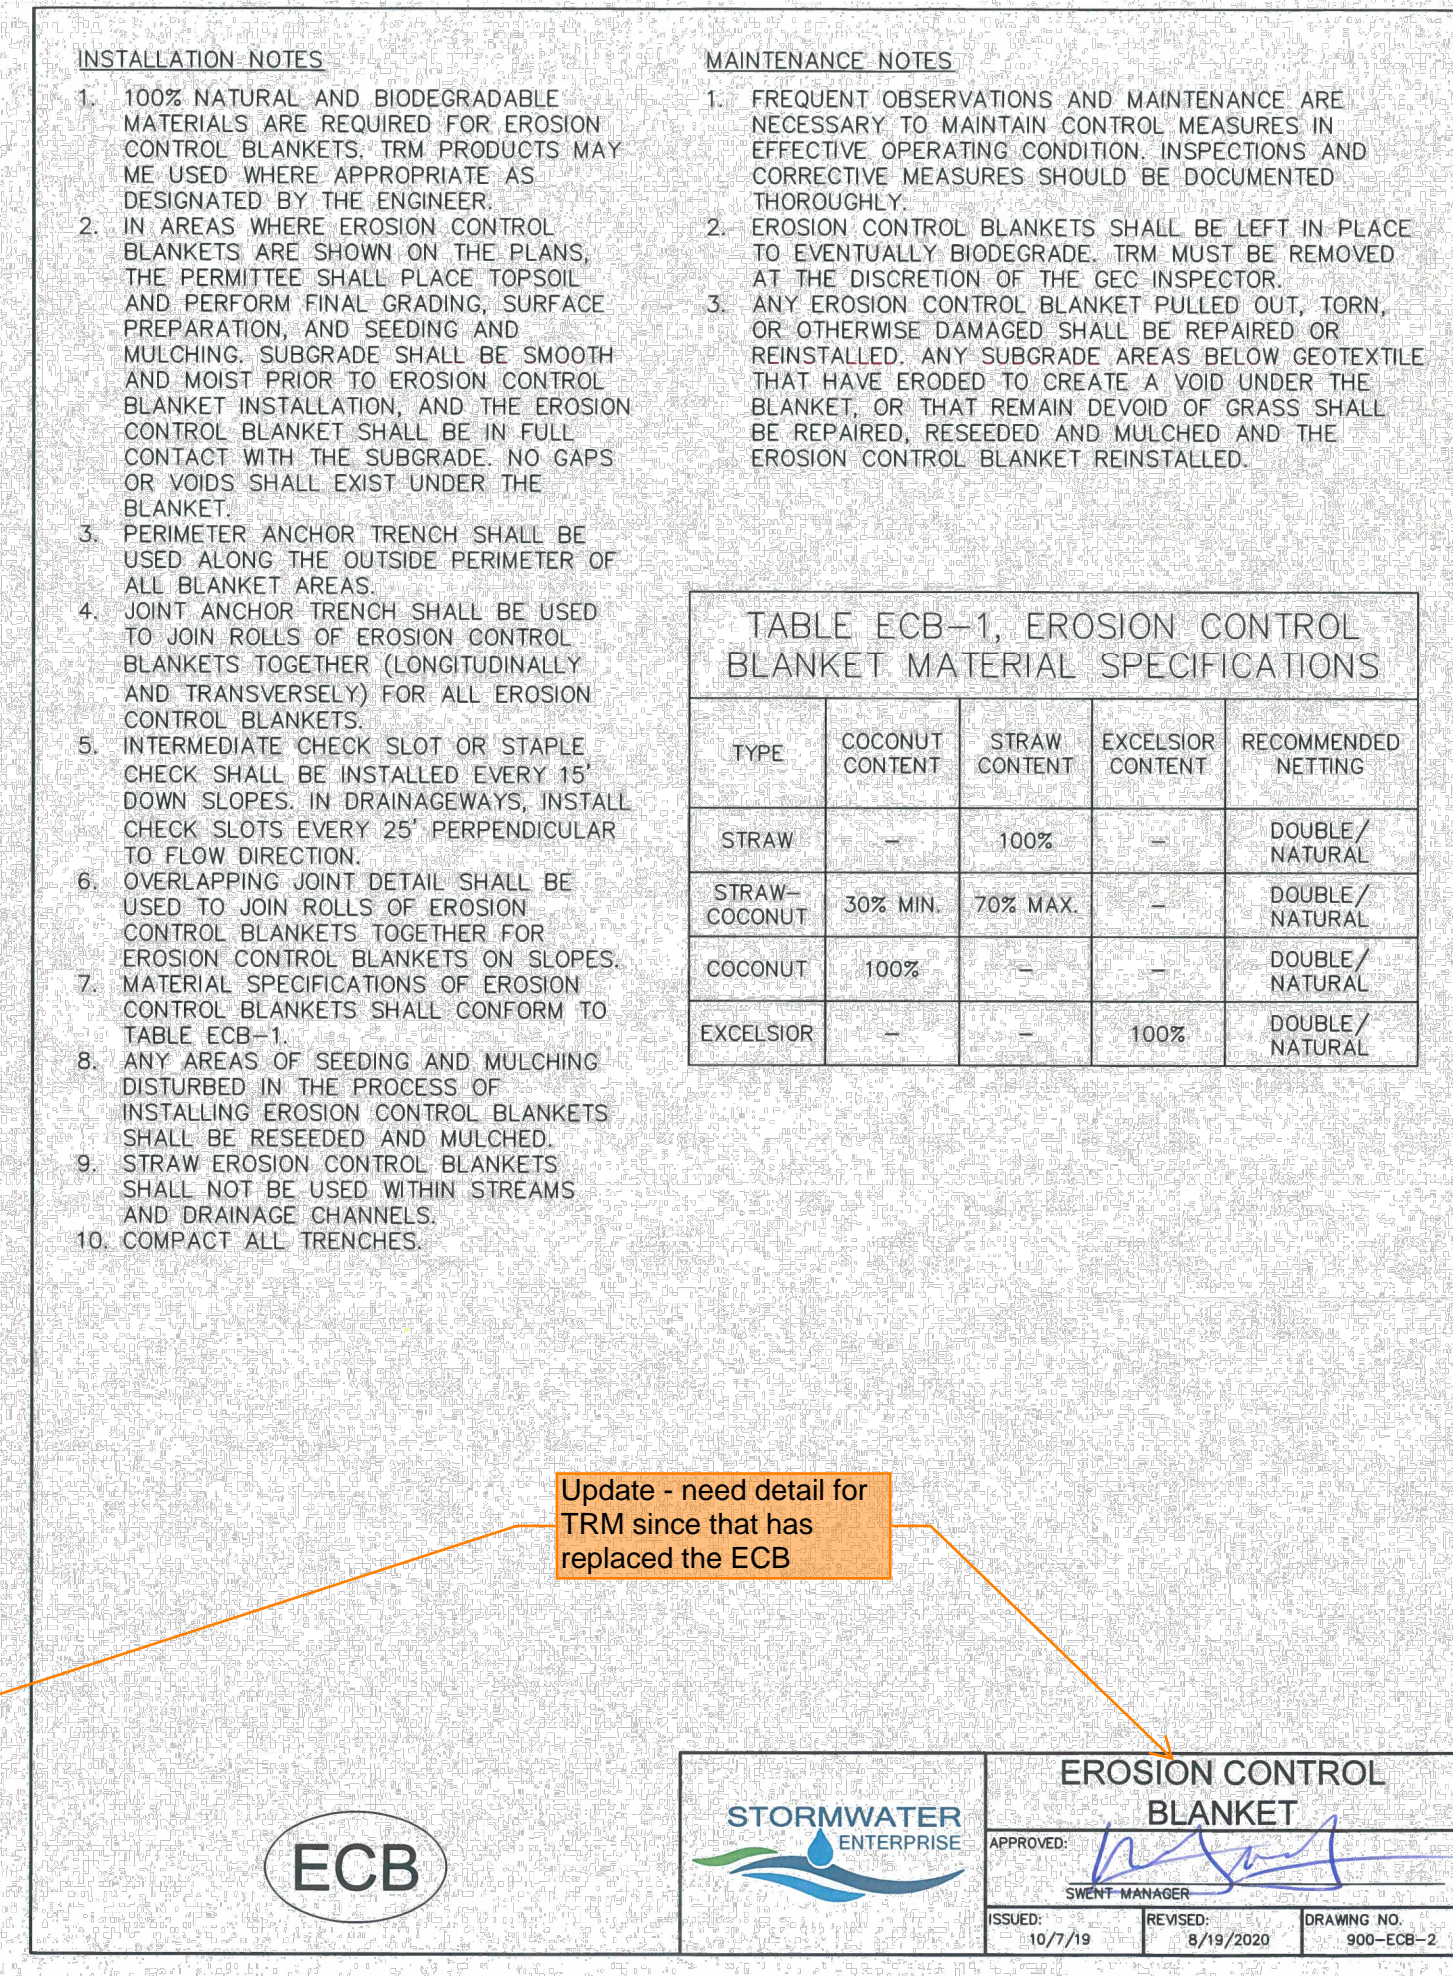 INSTALLATION NOTES
1. 100% NATURAL AND BIODEGRADABLE
MATERIALS ARE REQUIRED FOR EROSION
CONTROL BLANKETS. TRM PRODUCTS MAY
ME USED WHERE APPROPRIATE AS
DESIGNATED BY THE ENGINEER.
2. IN AREAS WHERE EROSION CONTROL
BLANKETS ARE SHOWN ON THE PLANS,
THE PERMITTEE SHALL PLACE TOPSOIL
AND PERFORM FINAL GRADING, SURFACE
PREPARATION, AND SEEDING AND
MULCHING. SUBGRADE SHALL BE SMOOTH
AND MOIST PRIOR TO EROSION CONTROL
BLANKET INSTALLATION, AND THE EROSION
CONTROL BLANKET SHALL BE IN FULL
CONTACT WITH THE SUBGRADE. NO GAPS
OR VOIDS SHALL EXIST UNDER THE
BLANKET.
3. PERIMETER ANCHOR TRENCH SHALL BE
USED ALONG THE OUTSIDE PERIMETER OF
ALL BLANKET AREAS.
4. JOINT ANCHOR TRENCH SHALL BE USED
TO JOIN ROLLS OF EROSION CONTROL
BLANKETS TOGETHER (LONGITUDINALLY
AND TRANSVERSELY) FOR ALL EROSION
CONTROL BLANKETS.
5. INTERMEDIATE CHECK SLOT OR STAPLE
CHECK SHALL BE INSTALLED EVERY 15'
DOWN SLOPES. IN DRAINAGEWAYS, INSTALL
CHECK SLOTS EVERY 25' PERPENDICULAR
TO FLOW DIRECTION.
6. OVERLAPPING JOINT DETAIL SHALL BE
USED TO JOIN ROLLS OF EROSION
CONTROL BLANKETS TOGETHER FOR
EROSION CONTROL BLANKETS ON SLOPES.
7. MATERIAL SPECIFICATIONS OF EROSION
CONTROL BLANKETS SHALL CONFORM TO
TABLE ECB-1.
8. ANY AREAS OF SEEDING AND MULCHING
DISTURBED IN THE PROCESS OF
INSTALLING EROSION CONTROL BLANKETS
SHALL BE RESEEDED AND MULCHED.
9. STRAW EROSION CONTROL BLANKETS
SHALL NOT BE USED WITHIN STREAMS
AND DRAINAGE CHANNELS.
10. COMPACT ALL TRENCHES.
MAINTENANCE NOTES
1. FREQUENT OBSERVATIONS AND MAINTENANCE ARE
NECESSARY TO MAINTAIN CONTROL MEASURES IN
EFFECTIVE OPERATING CONDITION. INSPECTIONS AND
CORRECTIVE MEASURES SHOULD BE DOCUMENTED
THOROUGHLY.
2. EROSION CONTROL BLANKETS SHALL BE LEFT IN PLACE
TO EVENTUALLY BIODEGRADE. TRM MUST BE REMOVED
AT THE DISCRETION OF THE GEC INSPECTOR.
3. ANY EROSION CONTROL BLANKET PULLED OUT, TORN,
OR OTHERWISE DAMAGED SHALL BE REPAIRED OR
REINSTALLED. ANY SUBGRADE AREAS BELOW GEOTEXTILE
THAT HAVE ERODED TO CREATE A VOID UNDER THE
BLANKET, OR THAT REMAIN DEVOID OF GRASS SHALL
BE REPAIRED, RESEEDED AND MULCHED AND THE
EROSION CONTROL BLANKET REINSTALLED.
TABLE ECB-1, EROSION CONTROL
BLANKET MATERIAL SPECIFICATIONS
TYPE COCONUT CONTENT STRAW CONTENT EXCELSIOR CONTENT RECOMMENDED NETTING
STRAW - 100% - DOUBLE/ NATURAL
STRAW-COCONUT 30% MIN. 70% MAX. - DOUBLE/ NATURAL
COCONUT 100% - - DOUBLE/ NATURAL
EXCELSIOR - - 100% DOUBLE/ NATURAL
Update - need detail for
TRM since that has
replaced the ECB
ECB
STORMWATER
ENTERPRISE
EROSION CONTROL
BLANKET
APPROVED:
SWENT MANAGER
ISSUED:
10/7/19
REVISED:
8/19/2020
DRAWING NO.
900-ECB-2